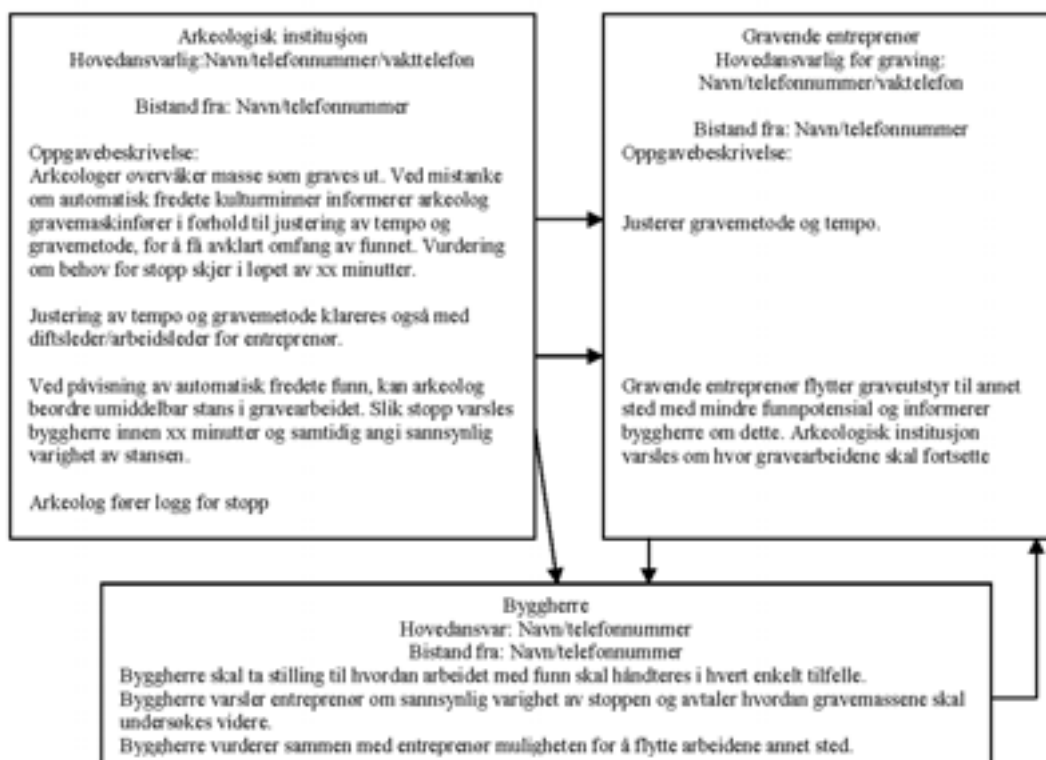 Arkeologisk institusjon
Hovedansvarlig:Navn/telefonnummer/vakttelefon
Bistand fra: Navn/telefonnummer
Oppgavebeskrivelse:
Arkeologer overvåker masse som graves ut. Ved mistanke
om automatisk fredete kulturminner informerer arkeolog
gravemaskinfører i forhold til justering av tempo og
gravemetode, for å få avklart omfang av funnet. Vurdering
om behov for stopp skjer i løpet av xx minutter.
Justering av tempo og gravemetode klareres også med
diftsleder/arbeidsleder for entreprenør.
Ved påvisning av automatisk fredete funn, kan arkeolog
beordre umiddelbar stans i gravearbeidet. Slik stopp varsles
byggherre innen xx minutter og samtidig angi sannsynlig
varighet av stansen.
Arkeolog fører logg for stopp
Gravende entreprenør
Hovedansvarlig for graving:
Navn/telefonnummer/vaktelefon
Bistand fra: Navn/telefonnummer
Oppgavebeskrivelse:
Justerer gravemetode og tempo.
Gravende entreprenør flytter graveutstyr til annet
sted med mindre funnpotensial og informerer
byggherre om dette. Arkeologisk institusjon
varsles om hvor gravearbeidene skal fortsette
Byggherre
Hovedansvar: Navn/telefonnummer
Bistand fra: Navn/telefonnummer
Byggherre skal ta stilling til hvordan arbeidet med funn skal håndteres i hvert enkelt tilfelle.
Byggherre varsler entreprenør om sannsynlig varighet av stoppen og avtaler hvordan gravemassene skal
undersøkes videre.
Byggherre vurderer sammen med entreprenør muligheten for å flytte arbeidene annet sted.